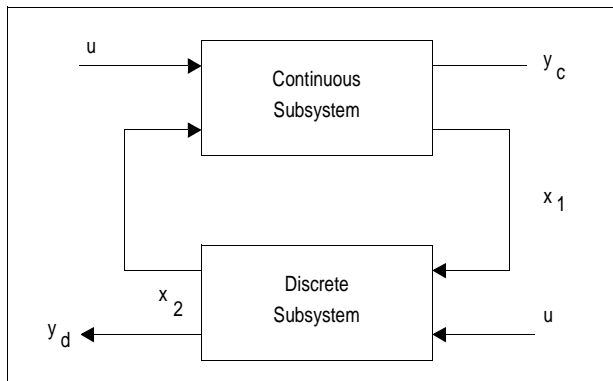 u
Continuous
Subsystem
y c
x 1
Discrete
Subsystem
x 2
y d
u